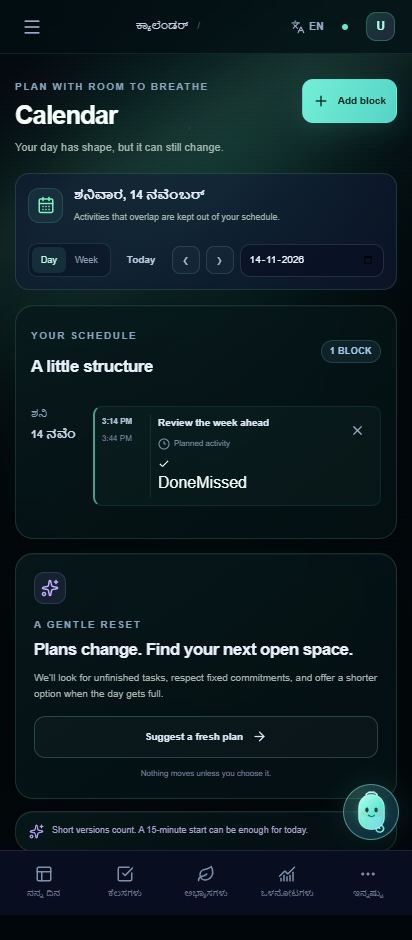 ಕ್ಯಾಲೆಂಡರ್ /
EN
U
PLAN WITH ROOM TO BREATHE
Calendar
+ Add block
Your day has shape, but it can still change.
ಶನಿವಾರ, 14 ನವೆಂಬರ್
Activities that overlap are kept out of your schedule.
Day Week Today ‹ › 14-11-2026
YOUR SCHEDULE
1 BLOCK
A little structure
ಶನಿ
14 ನವೆಂ
3:14 PM
3:44 PM
Review the week ahead
Planned activity
DoneMissed
A GENTLE RESET
Plans change. Find your next open space.
We'll look for unfinished tasks, respect fixed commitments, and offer a shorter
option when the day gets full.
Suggest a fresh plan →
Nothing moves unless you choose it.
Short versions count. A 15-minute start can be enough for today.
ನನ್ನ ದಿನ ಕೆಲಸಗಳು ಅಭ್ಯಾಸಗಳು ಒಳನೋಟಗಳು ಇನ್ನಷ್ಟು